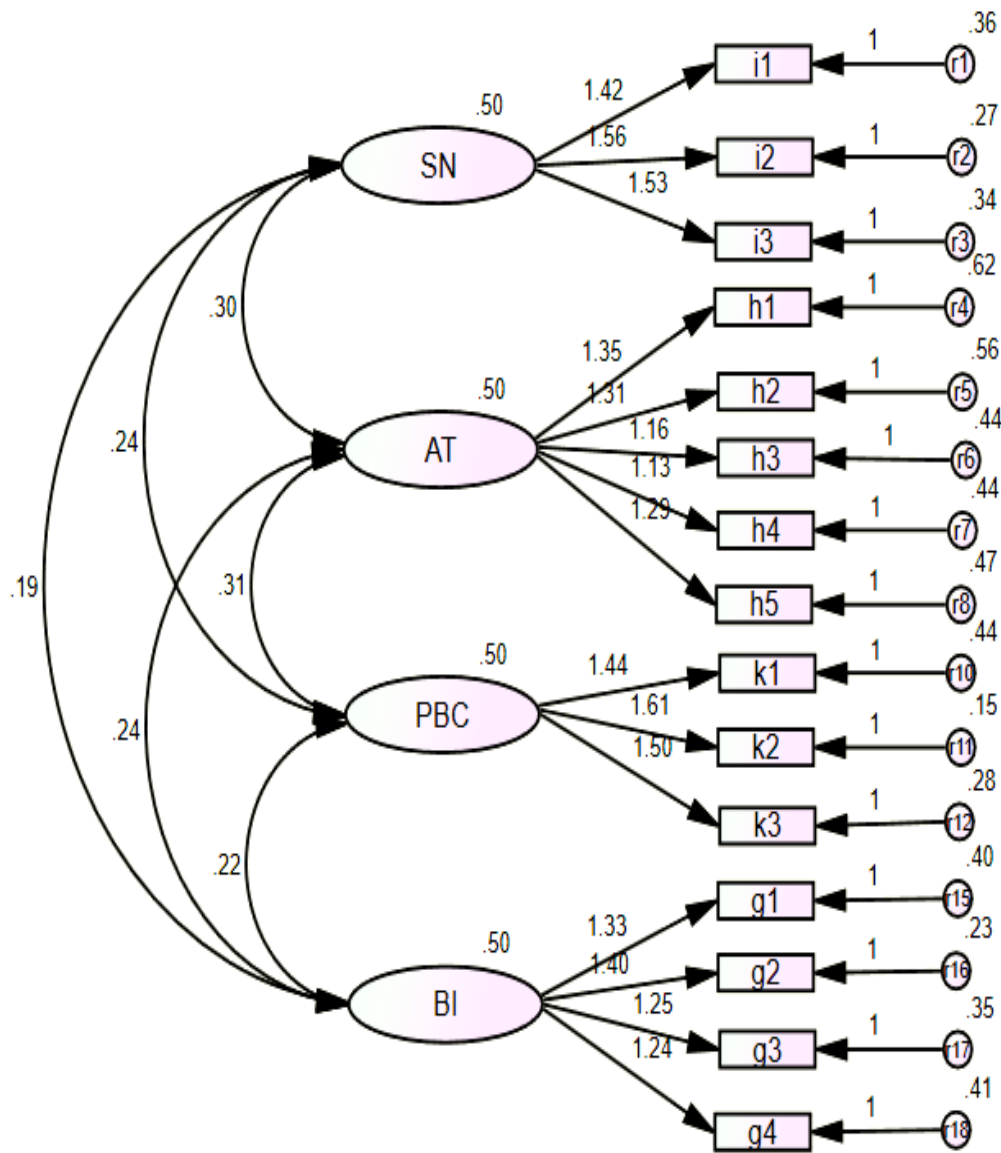 .36
1
i1
r1
1.42
.50
.27
1
1.56
i2
r2
SN
1.53
.34
1
i3
r3
.62
.30
1
h1
r4
1.35
.50
.56
1
1.31
h2
r5
.24
AT
1.16
.44
1
h3
r6
1.13
.44
1
1.29
h4
r7
.47
.19
.31
1
h5
r8
.44
.50
1.44
1
k1
r10
.15
PBC
1.61
1
.24
1.50
k2
r11
.28
1
k3
r12
.22
.40
1
g1
r15
1.33
.50
.23
1
1.40
g2
r16
BI
1.25
.35
1
1.24
g3
r17
.41
1
g4
r18